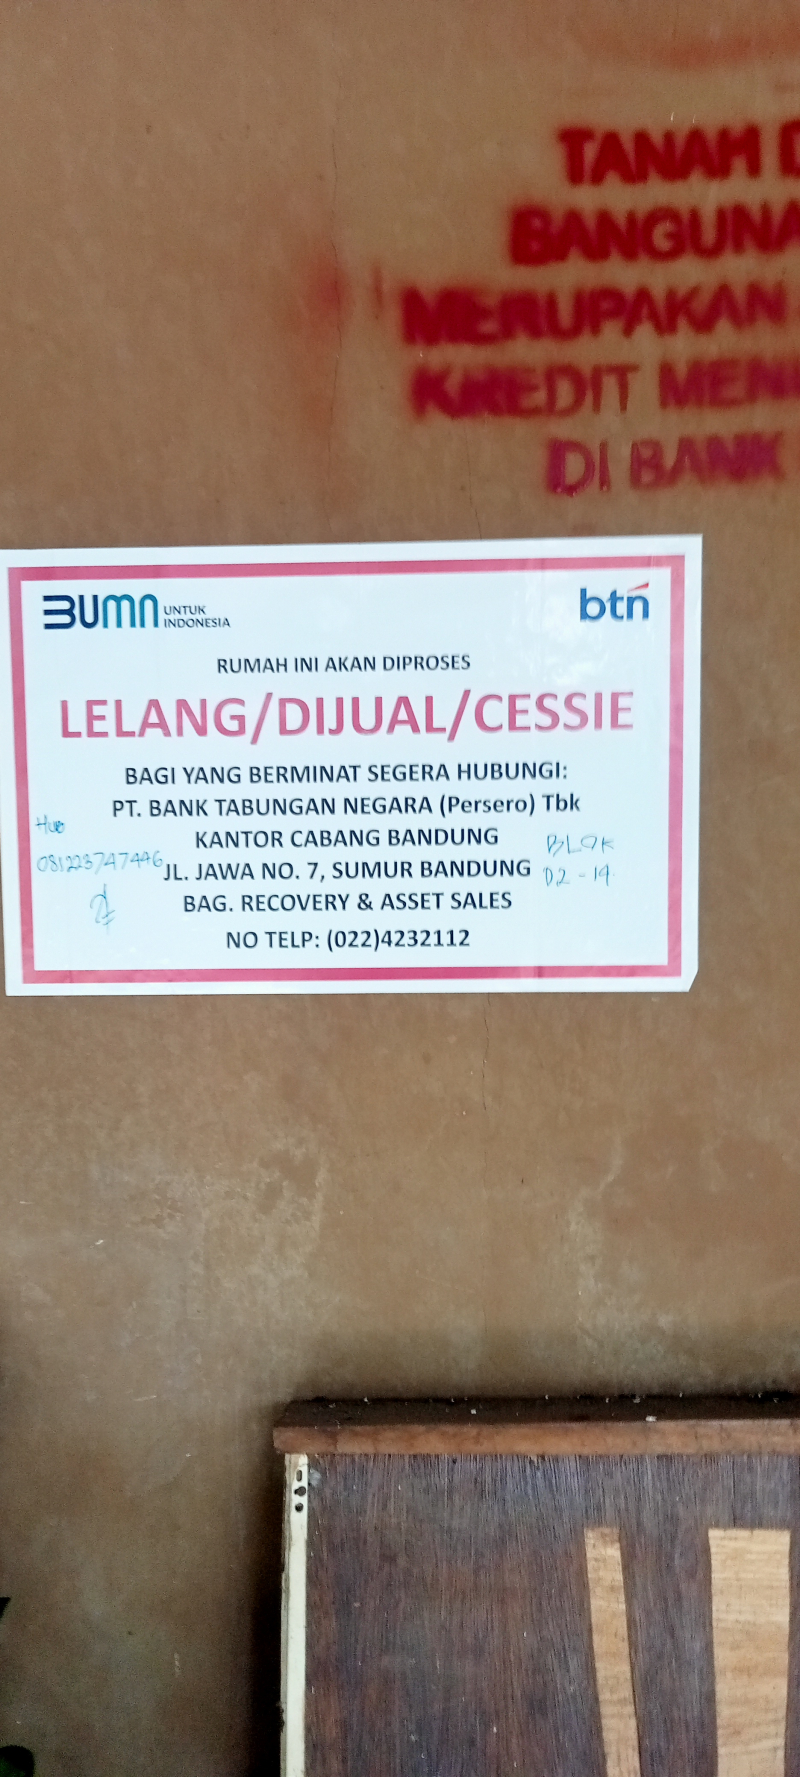 TANAH D
BANGUNA
MERUPAKAN
KREDIT MEN
DI BANK
BUMN UNTUK
INDONESIA
btn
RUMAH INI AKAN DIPROSES
LELANG/DIJUAL/CESSIE
BAGI YANG BERMINAT SEGERA HUBUNGI:
PT. BANK TABUNGAN NEGARA (Persero) Tbk
KANTOR CABANG BANDUNG
JL. JAWA NO. 7, SUMUR BANDUNG
BAG. RECOVERY & ASSET SALES
NO TELP: (022)4232112
Hub
081223747446
BLOK
D2 - 19